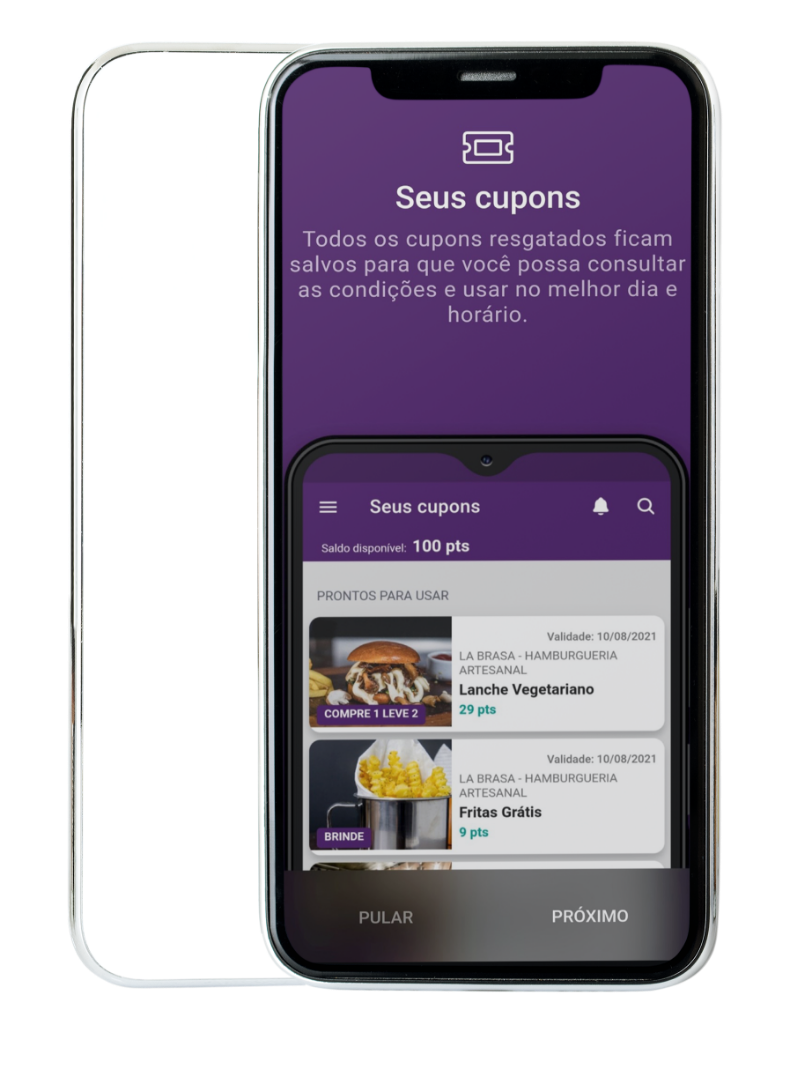 Seus cupons
Todos os cupons resgatados ficam
salvos para que você possa consultar
as condições e usar no melhor dia e
horário.
Seus cupons
Saldo disponível: 100 pts
PRONTOS PARA USAR
Validade: 10/08/2021
LA BRASA - HAMBURGUERIA
ARTESANAL
Lanche Vegetariano
29 pts
COMPRE 1 LEVE 2
Validade: 10/08/2021
LA BRASA - HAMBURGUERIA
ARTESANAL
Fritas Grátis
9 pts
BRINDE
PULAR
PRÓXIMO